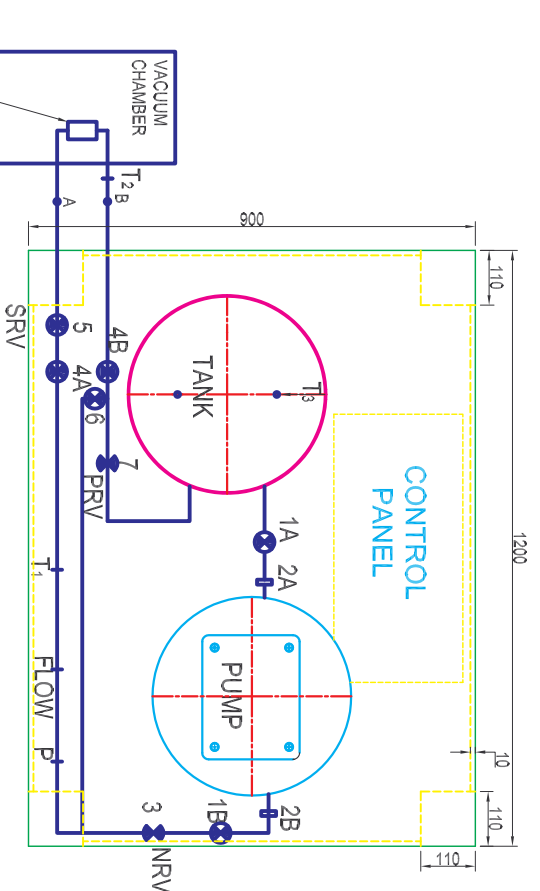 VACUUM
CHAMBER
T2
B
A
900
110
1200
SRV
5
4B
4A
6
7
PRV
TANK
T3
CONTROL
PANEL
1A
2A
T1
FLOW
P
PUMP
10
110
110
3
1B
2B
NRV